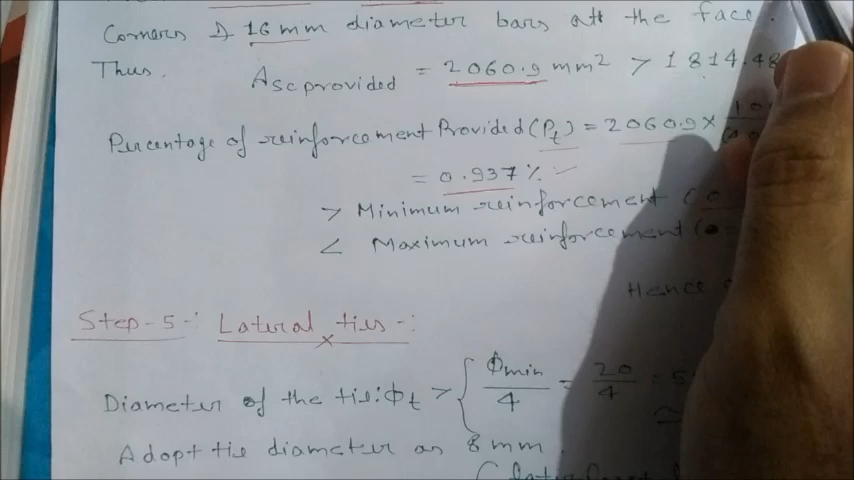 Corners & 16 mm diameter bars at the face.
Thus. Asc provided = 2060.9 mm² > 1814.48
Percentage of reinforcement Provided (Pt) = 2060.9 ×
= 0.937 %
> Minimum reinforcement (
< Maximum reinforcement (
Hence
Step-5-: Lateral ties-:
Diameter of the tie: ϕt > { ϕmin/4 = 20/4 = 5
Adopt tie diameter as 8 mm.